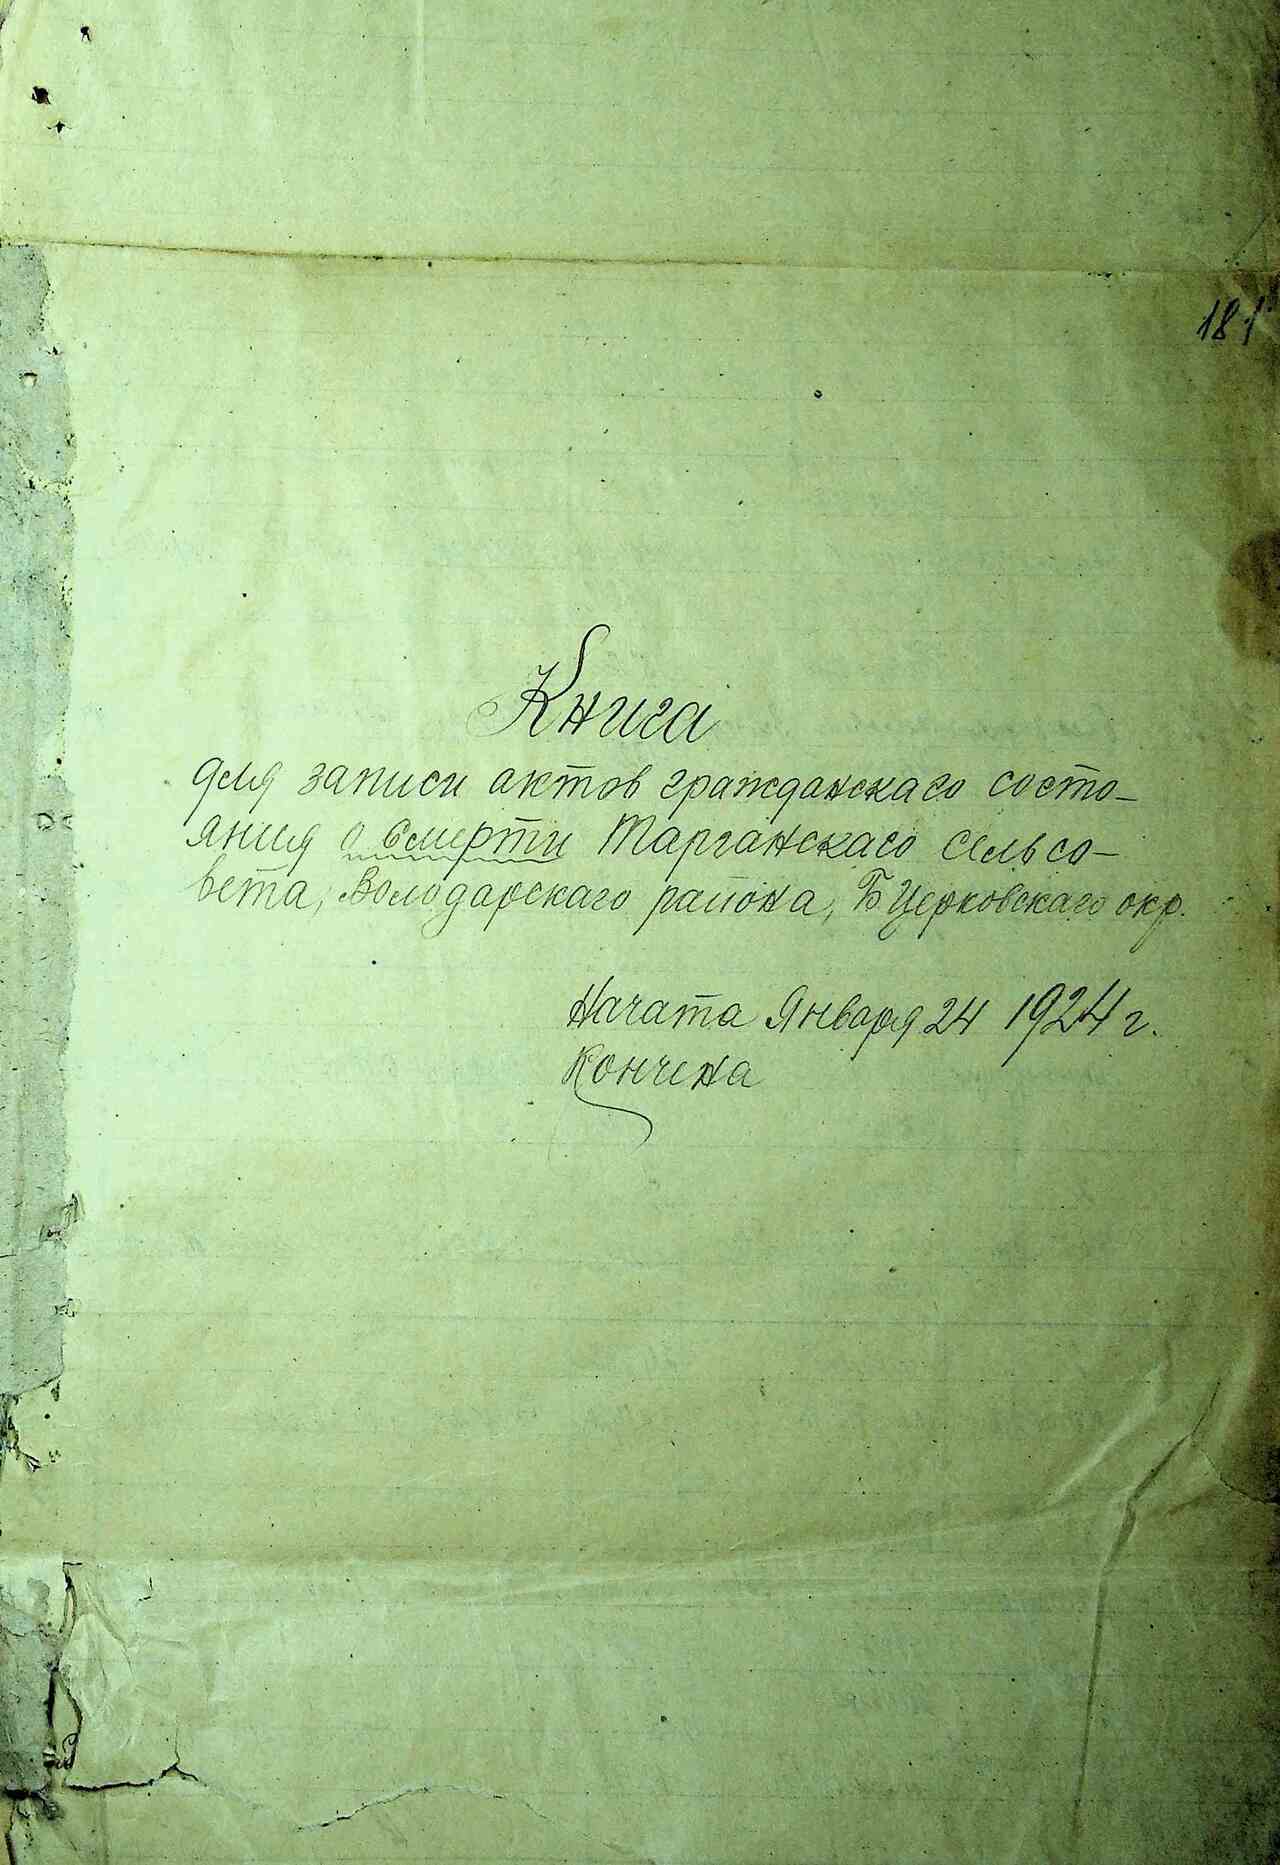 181
Книга
для записи актов гражданскаго состо-
яния о смерти Тарганскаго сельсо-
вета, Володарскаго района, Б Церковскаго окр.
Начата Января 24 1924 г.
Кончена